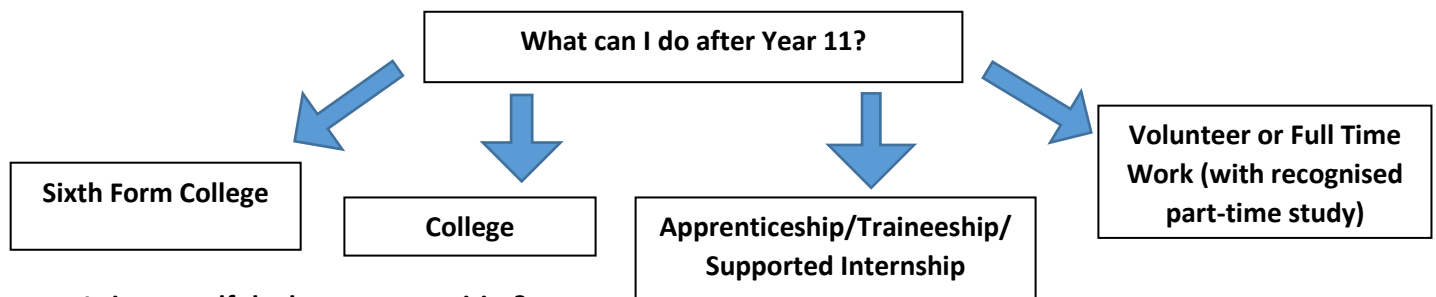 What can I do after Year 11?
Sixth Form College
College
Apprenticeship/Traineeship/
Supported Internship
Volunteer or Full Time
Work (with recognised
part-time study)